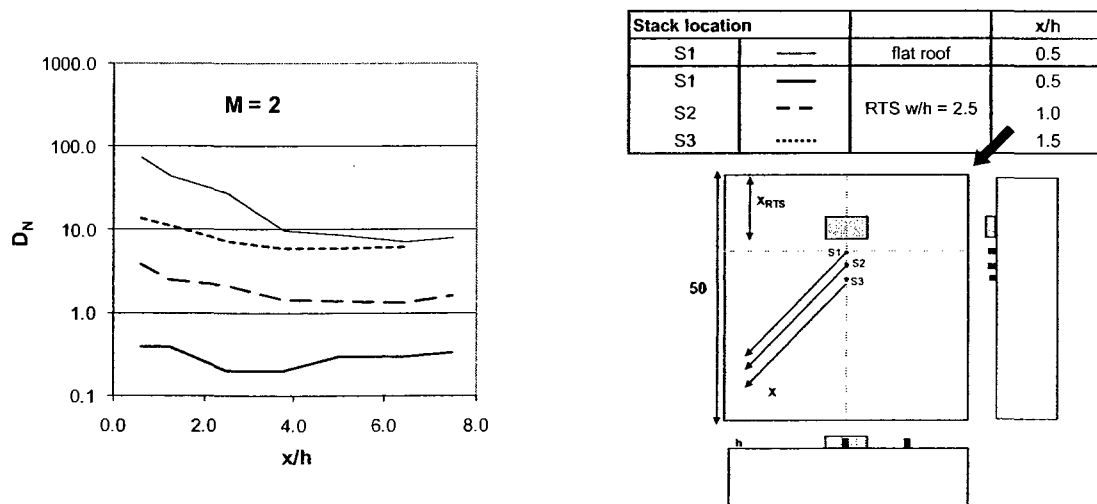 1000.0
M = 2
100.0
10.0
1.0
0.1
D_N
0.0 2.0 4.0 6.0 8.0
x/h
Stack location x/h
S1 flat roof 0.5
S1 0.5
S2 RTS w/h = 2.5 1.0
S3 1.5
X_RTS
S1
S2
S3
50
X
h